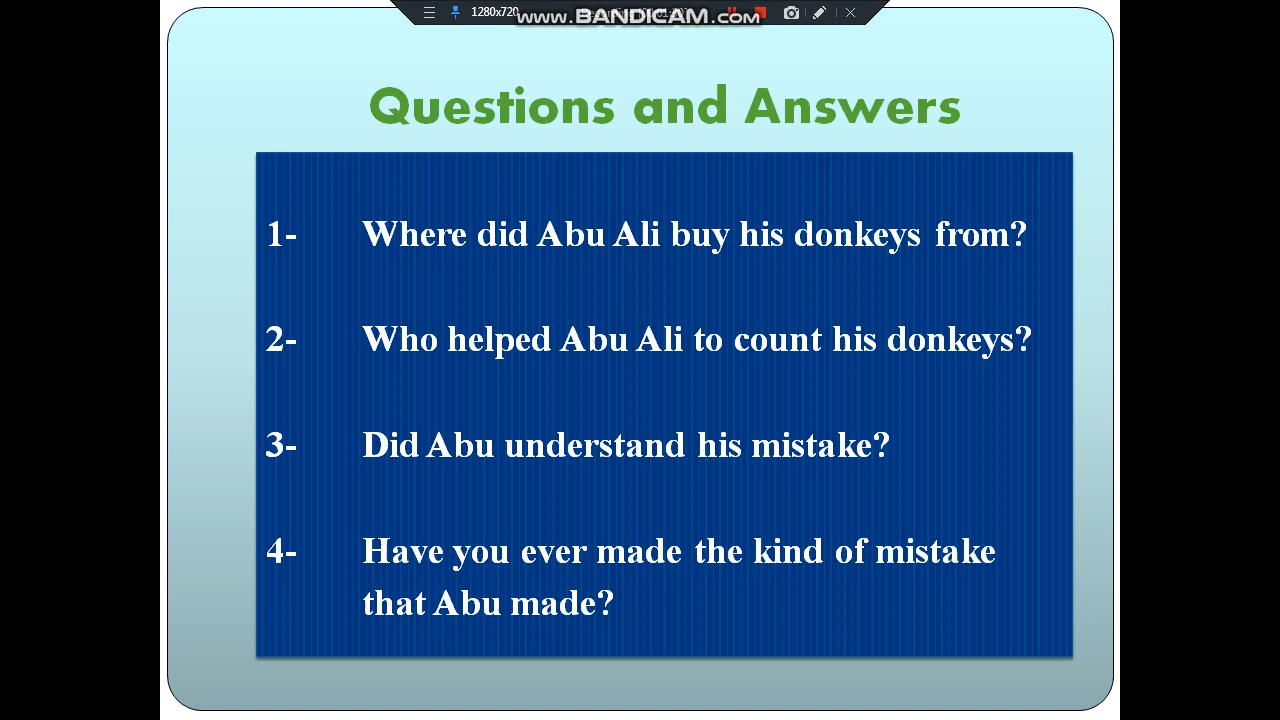 1280x720
www.BANDICAM.com
Questions and Answers
1- Where did Abu Ali buy his donkeys from?
2- Who helped Abu Ali to count his donkeys?
3- Did Abu understand his mistake?
4- Have you ever made the kind of mistake
that Abu made?